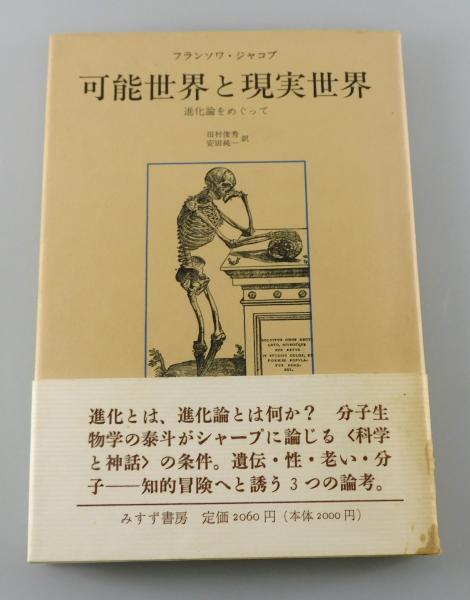 フランソワ・ジャコブ
可能世界と現実世界
進化論をめぐって
田村俊秀
安田純一 訳
進化とは、進化論とは何か? 分子生
物学の泰斗がシャープに論じる〈科学
と神話〉の条件。遺伝・性・老い・分
子――知的冒険へと誘う3つの論考。
みすず書房 定価2060円(本体2000円)